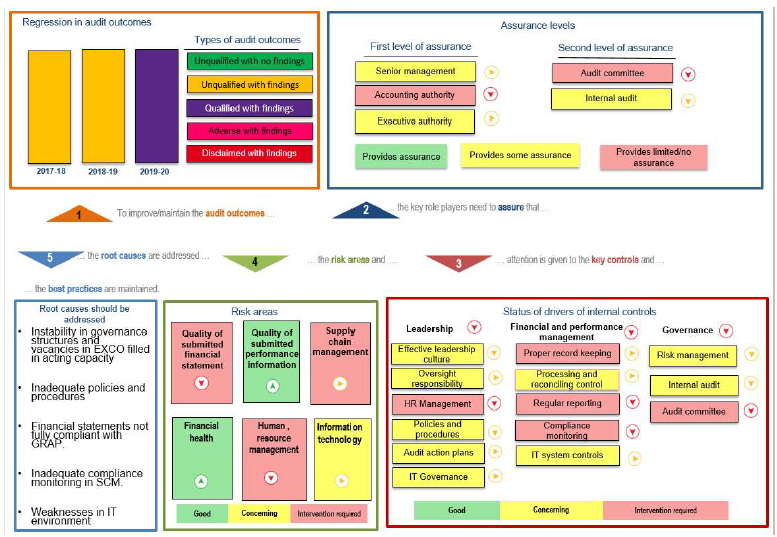 Regression in audit outcomes
Types of audit outcomes
Unqualified with no findings
Unqualified with findings
Qualified with findings
Adverse with findings
Disclaimed with findings
2017-18
2018-19
2019-20
Assurance levels
First level of assurance
Second level of assurance
Senior management
Accounting authority
Executive authority
Audit committee
Internal audit
Provides assurance
Provides some assurance
Provides limited/no
assurance
1
To improve/maintain the audit outcomes ...
2
... the key role players need to assure that ...
5
... the root causes are addressed ...
4
... the risk areas and ...
3
... attention is given to the key controls and ...
... the best practices are maintained.
Root causes should be
addressed
• Instability in governance
structures and
vacancies in EXCO filled
in acting capacity
• Inadequate policies and
procedures
• Financial statements not
fully compliant with
GRAP.
• Inadequate compliance
monitoring in SCM.
• Weaknesses in IT
environment
Risk areas
Quality of
submitted
financial
statement
Quality of
submitted
performance
information
Supply
chain
management
Financial
health
Human ,
resource
management
Information
technology
Good
Concerning
Intervention required
Status of drivers of internal controls
Leadership
Effective leadership
culture
Oversight
responsibility
HR Management
Policies and
procedures
Audit action plans
IT Governance
Financial and performance
management
Proper record keeping
Processing and
reconciling control
Regular reporting
Compliance
monitoring
IT system controls
Governance
Risk management
Internal audit
Audit committee
Good
Concerning
Intervention required